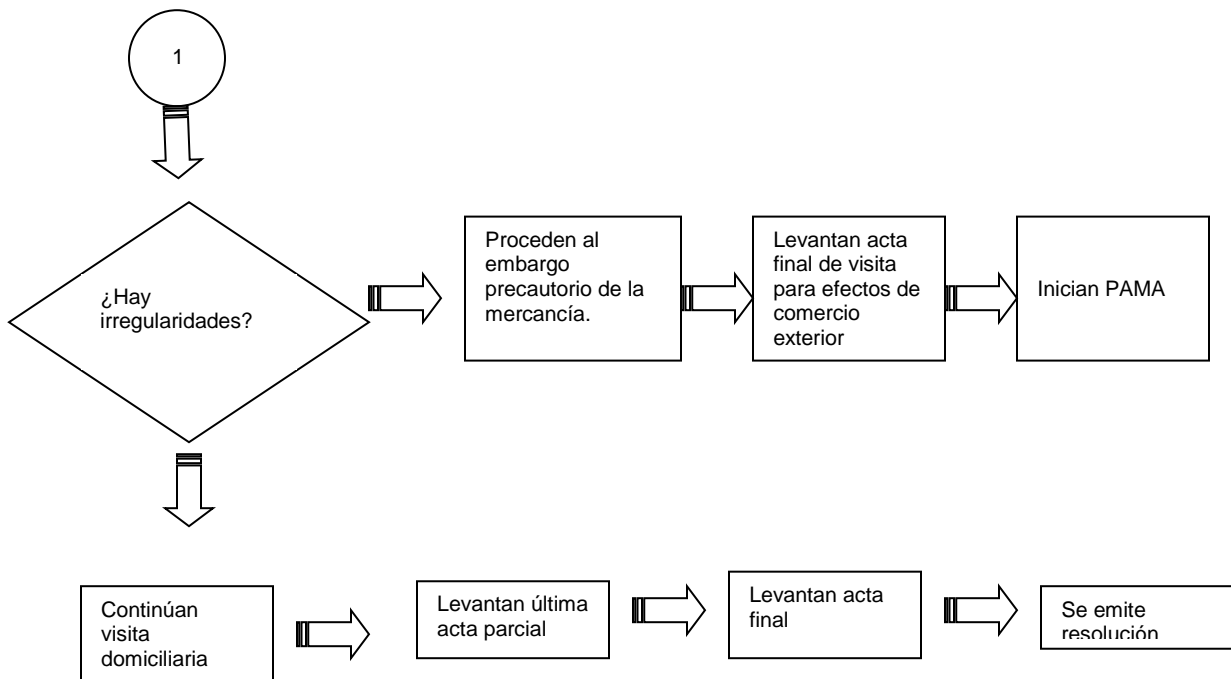 1
¿Hay
irregularidades?
Proceden al
embargo
precautorio de la
mercancía.
Levantan acta
final de visita
para efectos de
comercio
exterior
Inician PAMA
Continúan
visita
domiciliaria
Levantan última
acta parcial
Levantan acta
final
Se emite
resolución